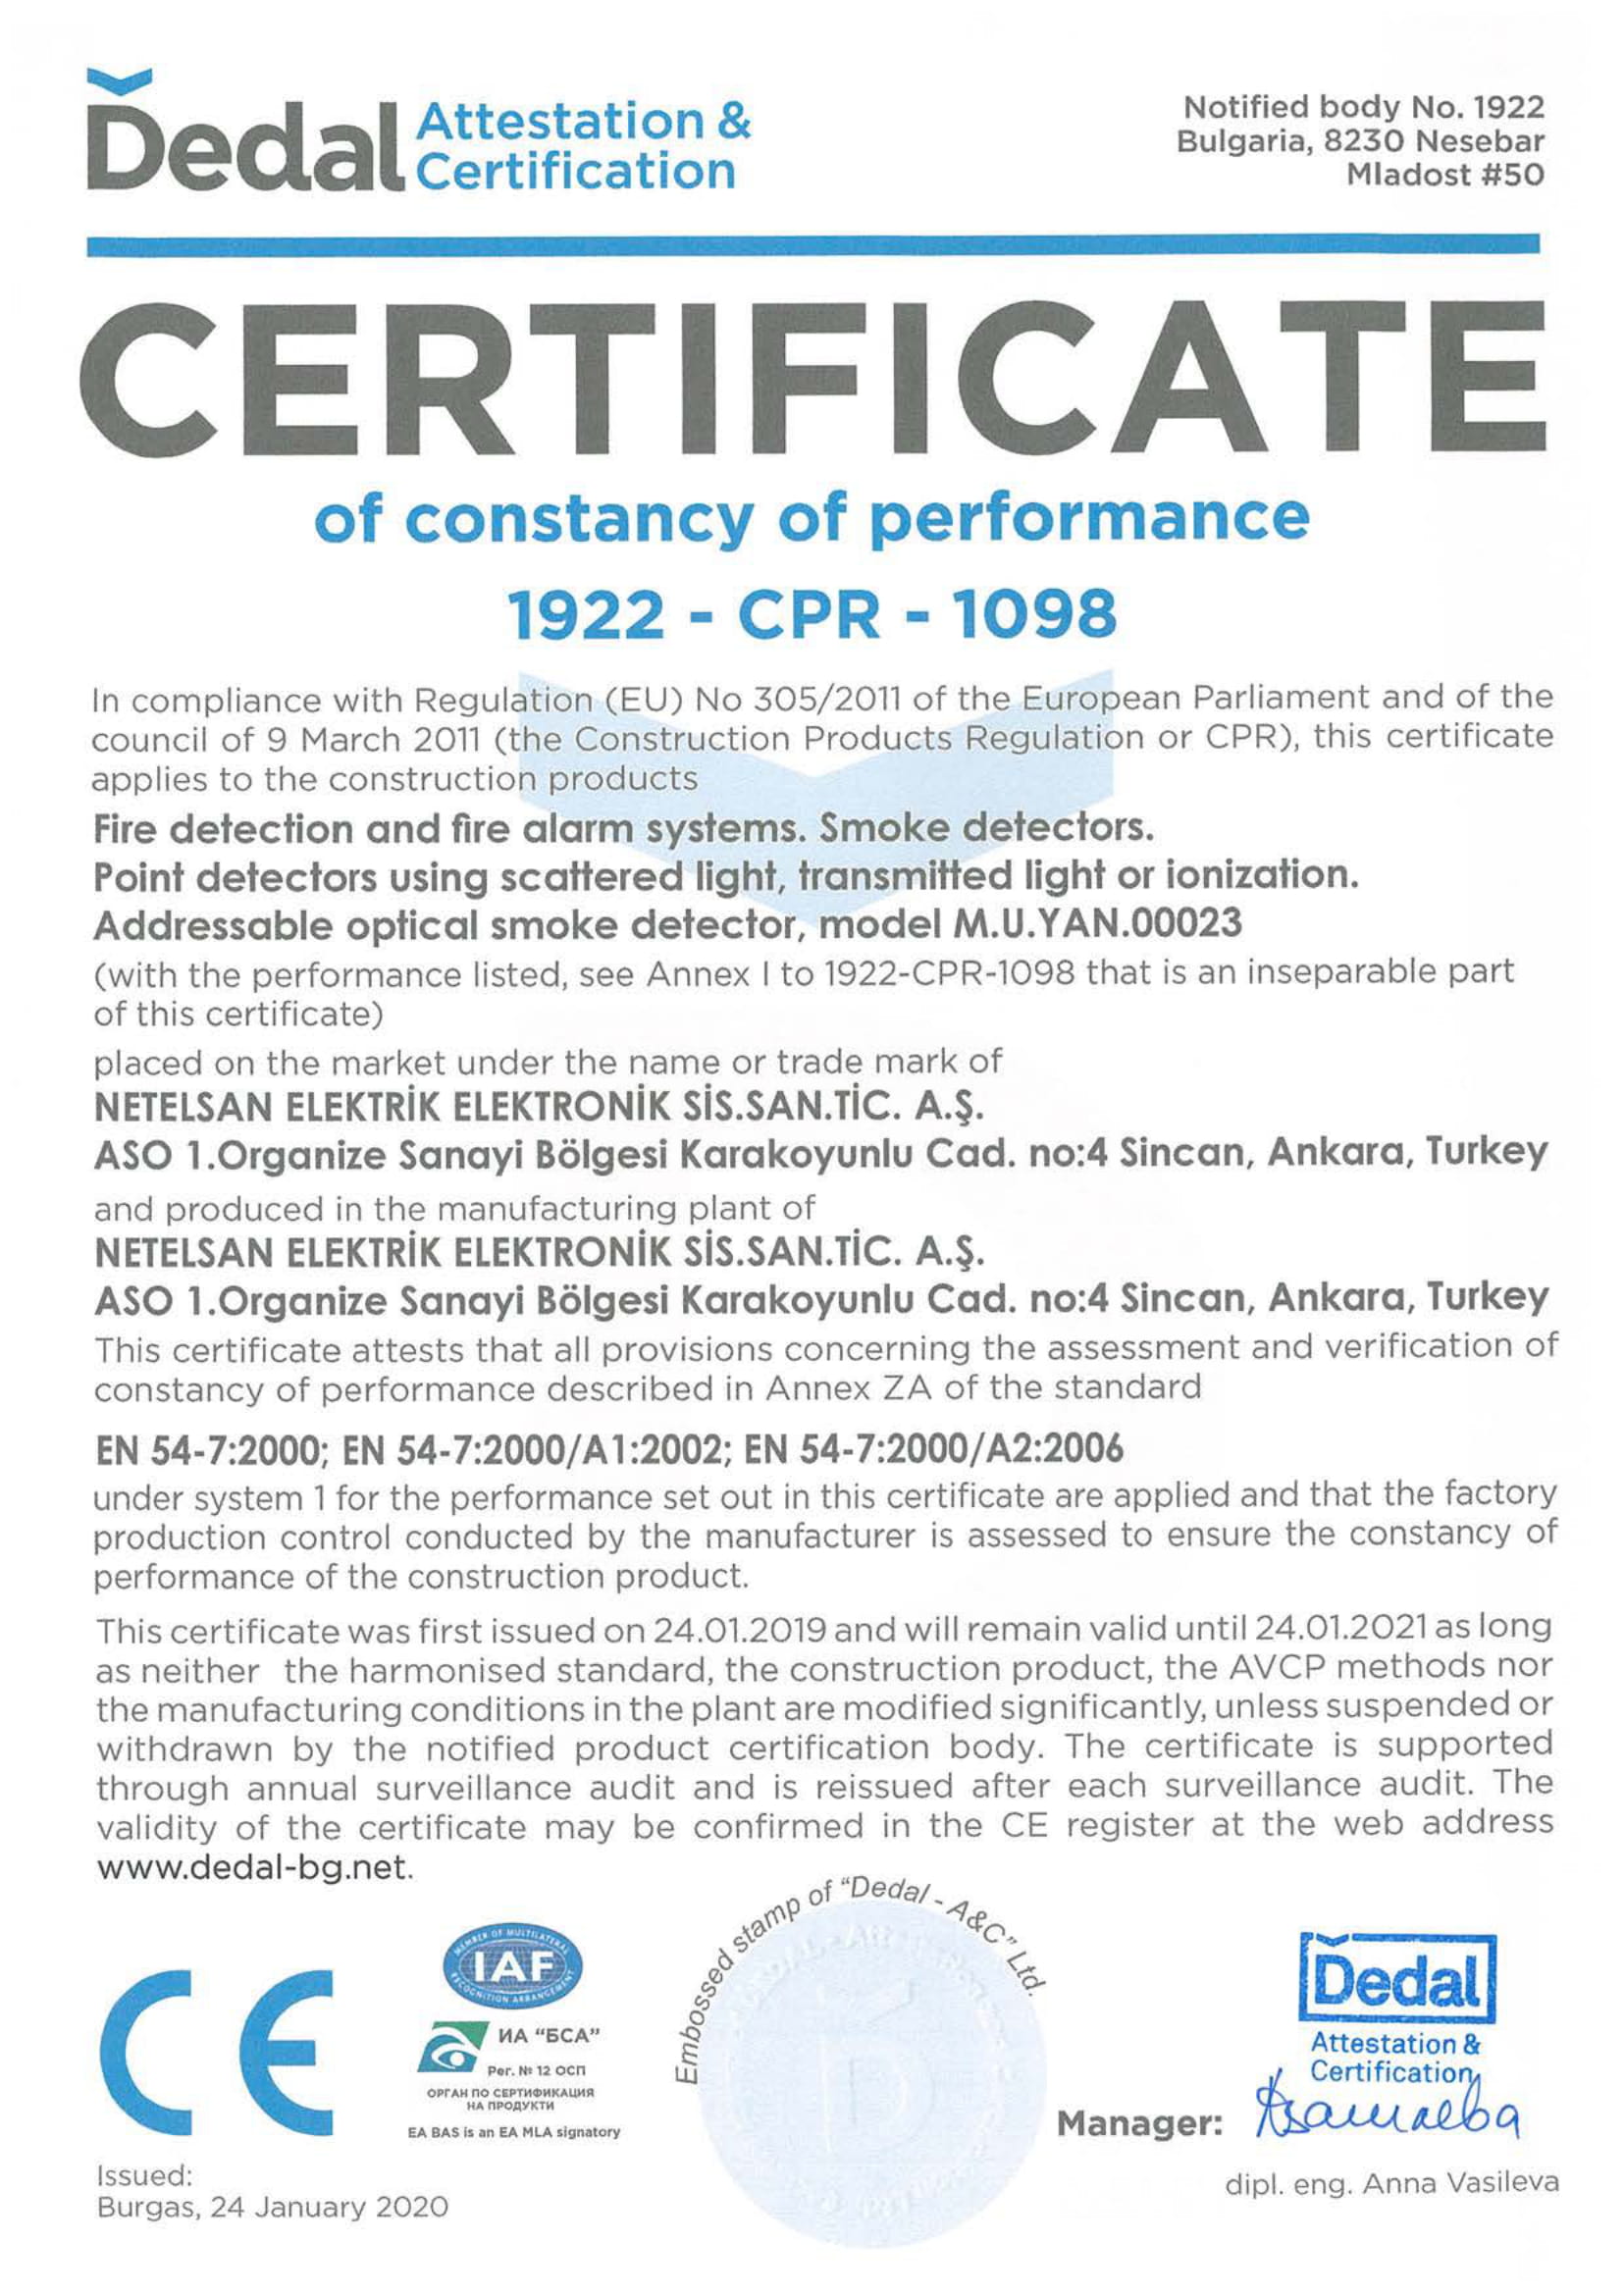 Dedal Attestation &
Certification
Notified body No. 1922
Bulgaria, 8230 Nesebar
Mladost #50
CERTIFICATE
of constancy of performance
1922 - CPR - 1098
In compliance with Regulation (EU) No 305/2011 of the European Parliament and of the
council of 9 March 2011 (the Construction Products Regulation or CPR), this certificate
applies to the construction products
Fire detection and fire alarm systems. Smoke detectors.
Point detectors using scattered light, transmitted light or ionization.
Addressable optical smoke detector, model M.U.YAN.00023
(with the performance listed, see Annex I to 1922-CPR-1098 that is an inseparable part
of this certificate)
placed on the market under the name or trade mark of
NETELSAN ELEKTRİK ELEKTRONİK SİS.SAN.TİC. A.Ş.
ASO 1.Organize Sanayi Bölgesi Karakoyunlu Cad. no:4 Sincan, Ankara, Turkey
and produced in the manufacturing plant of
NETELSAN ELEKTRİK ELEKTRONİK SİS.SAN.TİC. A.Ş.
ASO 1.Organize Sanayi Bölgesi Karakoyunlu Cad. no:4 Sincan, Ankara, Turkey
This certificate attests that all provisions concerning the assessment and verification of
constancy of performance described in Annex ZA of the standard
EN 54-7:2000; EN 54-7:2000/A1:2002; EN 54-7:2000/A2:2006
under system 1 for the performance set out in this certificate are applied and that the factory
production control conducted by the manufacturer is assessed to ensure the constancy of
performance of the construction product.
This certificate was first issued on 24.01.2019 and will remain valid until 24.01.2021 as long
as neither the harmonised standard, the construction product, the AVCP methods nor
the manufacturing conditions in the plant are modified significantly, unless suspended or
withdrawn by the notified product certification body. The certificate is supported
through annual surveillance audit and is reissued after each surveillance audit. The
validity of the certificate may be confirmed in the CE register at the web address
www.dedal-bg.net.
CE
MEMBER OF MULTILATERAL
IAF
RECOGNITION ARRANGEMENT
ИА “БСА”
Рег. № 12 ОСП
ОРГАН ПО СЕРТИФИКАЦИЯ
НА ПРОДУКТИ
EA BAS is an EA MLA signatory
Embossed stamp of “Dedal - A&C” Ltd.
Dedal
Attestation &
Certification
Manager:
dipl. eng. Anna Vasileva
Issued:
Burgas, 24 January 2020